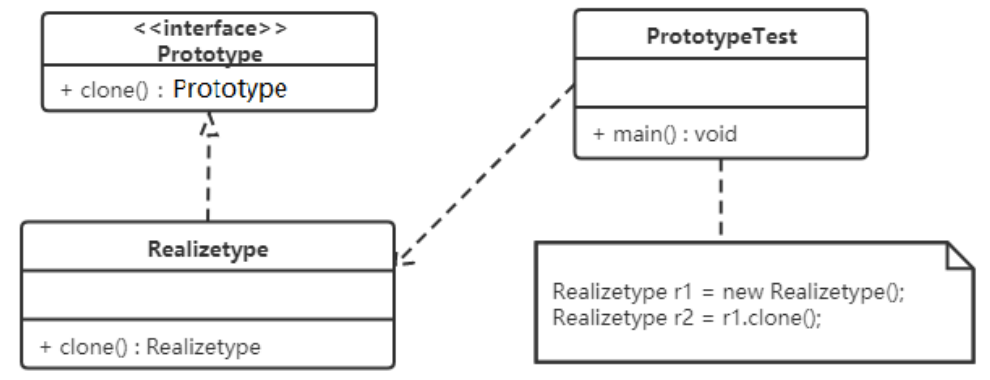 <<interface>>
Prototype
+ clone() : Prototype
PrototypeTest
+ main() : void
Realizetype
+ clone() : Realizetype
Realizetype r1 = new Realizetype();
Realizetype r2 = r1.clone();